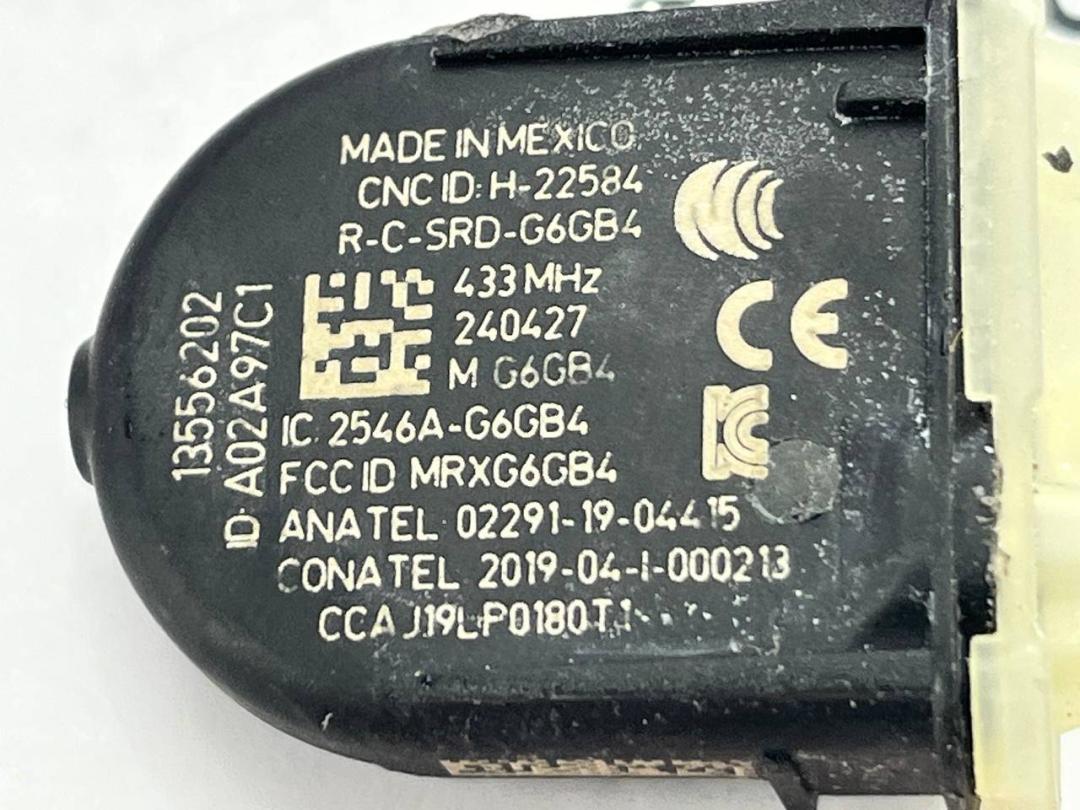 MADE IN MEXICO
CNC ID: H-22584
R-C-SRD-G6GB4
433 MHz
240427
M G6GB4
IC: 2546A-G6GB4
FCC ID MRXG6GB4
ANATEL: 02291-19-04415
CONATEL 2019-04-I-000213
CCAJ19LP0180T1
13556202
ID: A02A97C1
CE